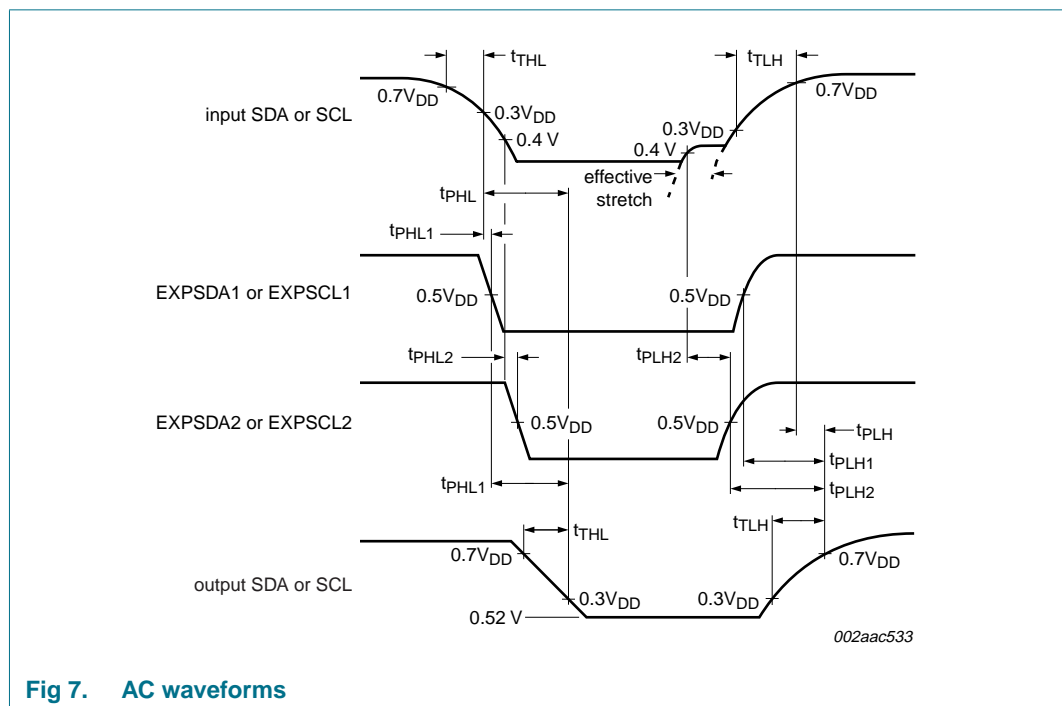 tTHL
tTLH
0.7VDD
0.7VDD
input SDA or SCL
0.3VDD
0.3VDD
0.4 V
0.4 V
effective
stretch
tPHL
tPHL1
EXPSDA1 or EXPSCL1
0.5VDD
0.5VDD
tPHL2
tPLH2
EXPSDA2 or EXPSCL2
0.5VDD
0.5VDD
tPLH
tPLH1
tPHL1
tPLH2
tTHL
tTLH
0.7VDD
0.7VDD
output SDA or SCL
0.3VDD
0.3VDD
0.52 V
002aac533
Fig 7. AC waveforms